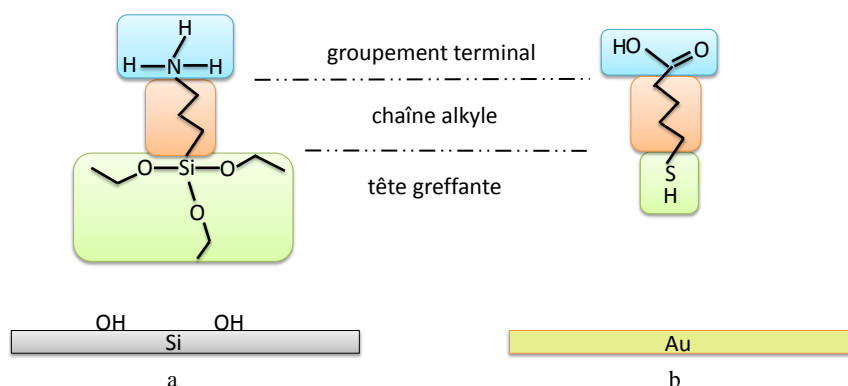 H
H N H
groupement terminal
HO O
chaîne alkyle
O Si O
O
tête greffante
S
H
OH OH
Si
Au
a b